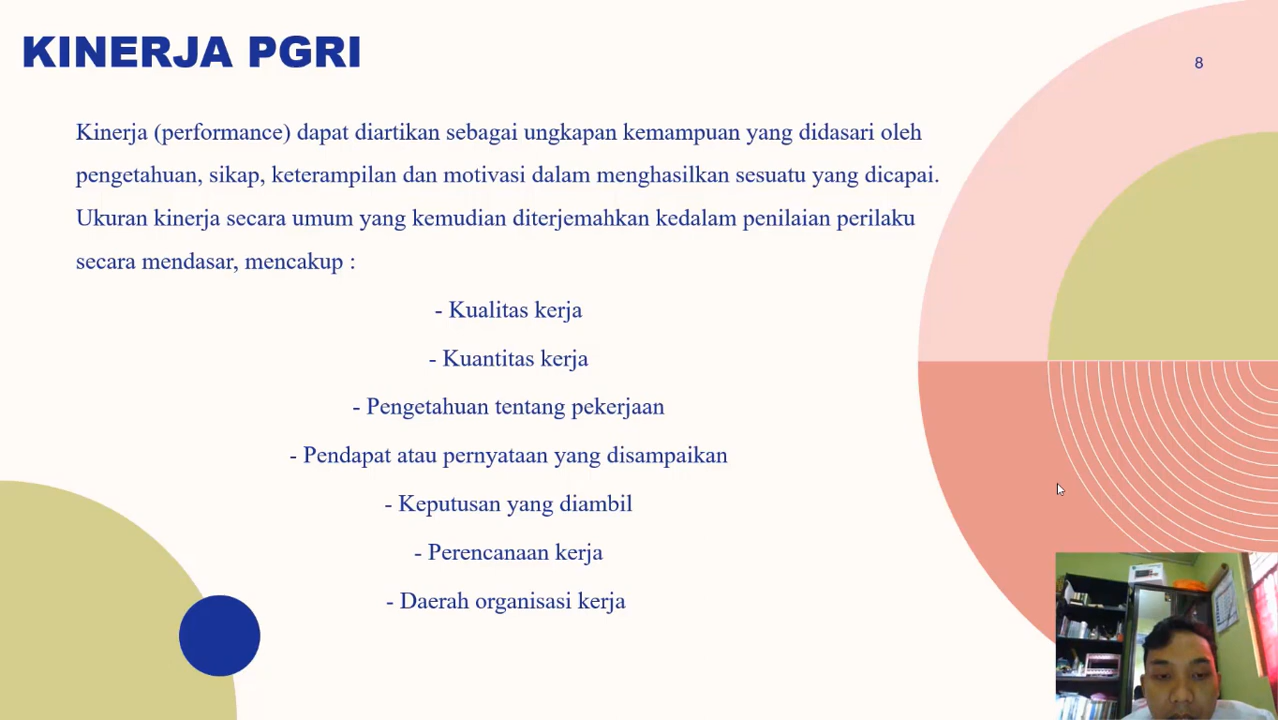 KINERJA PGRI
8
Kinerja (performance) dapat diartikan sebagai ungkapan kemampuan yang didasari oleh
pengetahuan, sikap, keterampilan dan motivasi dalam menghasilkan sesuatu yang dicapai.
Ukuran kinerja secara umum yang kemudian diterjemahkan kedalam penilaian perilaku
secara mendasar, mencakup :
- Kualitas kerja
- Kuantitas kerja
- Pengetahuan tentang pekerjaan
- Pendapat atau pernyataan yang disampaikan
- Keputusan yang diambil
- Perencanaan kerja
- Daerah organisasi kerja